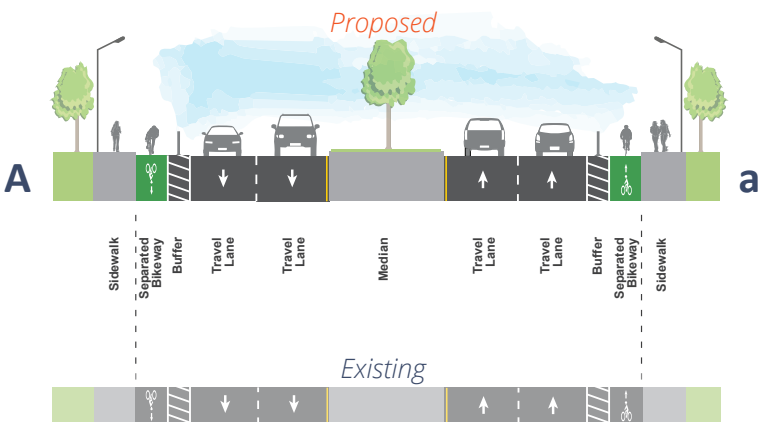 Proposed
A
a
Sidewalk
Separated
Bikeway
Buffer
Travel
Lane
Travel
Lane
Median
Travel
Lane
Travel
Lane
Buffer
Separated
Bikeway
Sidewalk
Existing